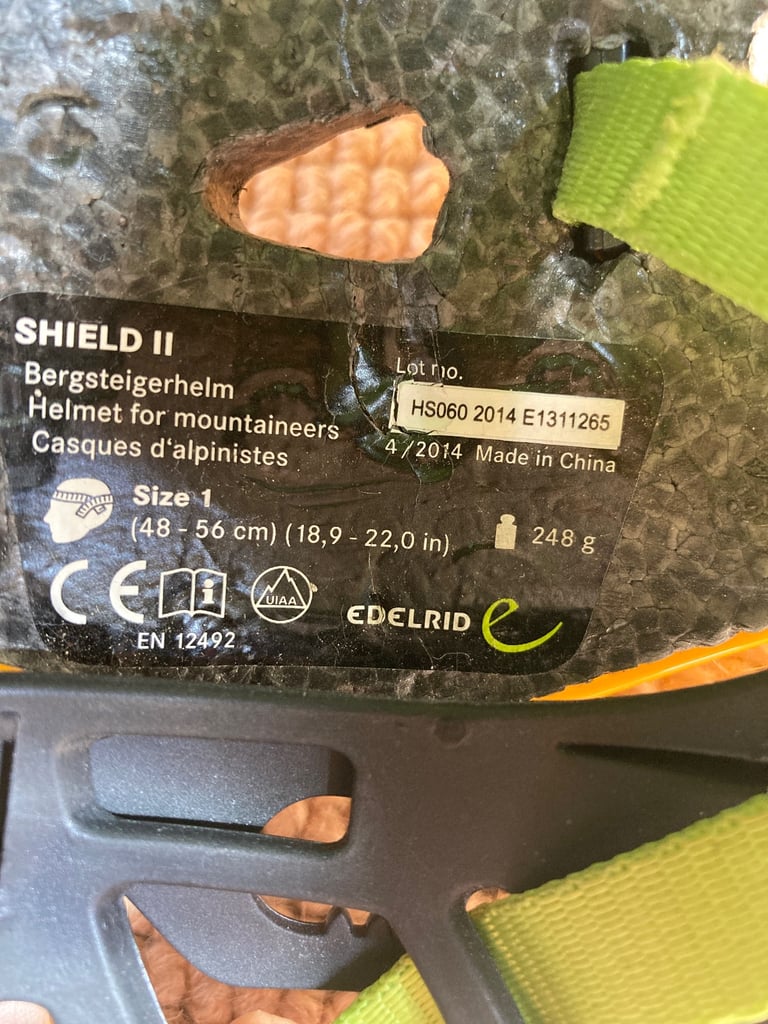 SHIELD II
Bergsteigerhelm
Helmet for mountaineers
Casques d'alpinistes
Lot no.
HS060 2014 E1311265
4/2014 Made in China
Size 1
(48 - 56 cm) (18,9 - 22,0 in)
248 g
CE
i
UIAA
EN 12492
EDELRID e